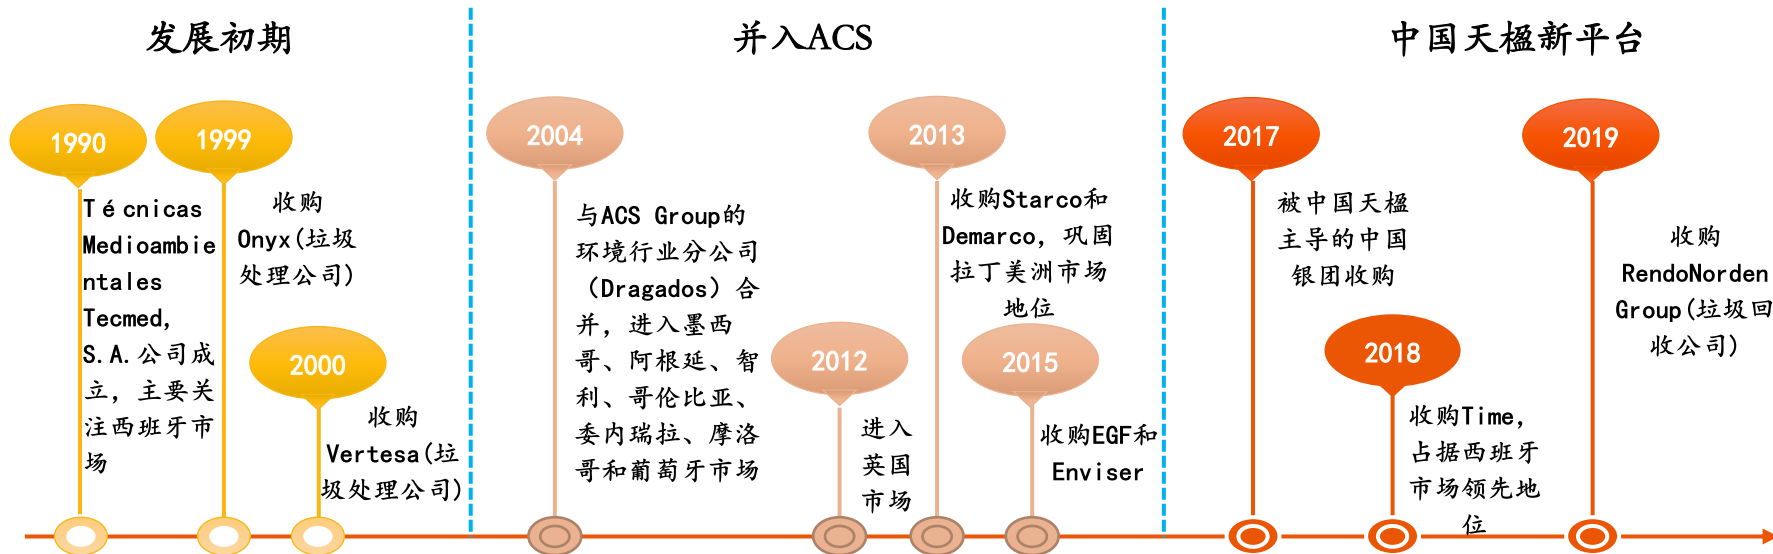 发展初期
并入ACS
中国天楹新平台
1990
Técnicas
Medioambie
ntales
Tecmed,
S.A.公司成
立，主要关
注西班牙市
场
1999
收购
Onyx(垃圾
处理公司)
2000
收购
Vertesa(垃
圾处理公司)
2004
与ACS Group的
环境行业分公司
（Dragados）合
并，进入墨西
哥、阿根廷、智
利、哥伦比亚、
委内瑞拉、摩洛
哥和葡萄牙市场
2012
进入
英国
市场
2013
收购Starco和
Demarco，巩固
拉丁美洲市场
地位
2015
收购EGF和
Enviser
2017
被中国天楹
主导的中国
银团收购
2018
收购Time，
占据西班牙
市场领先地
位
2019
收购
RendoNorden
Group(垃圾回
收公司)